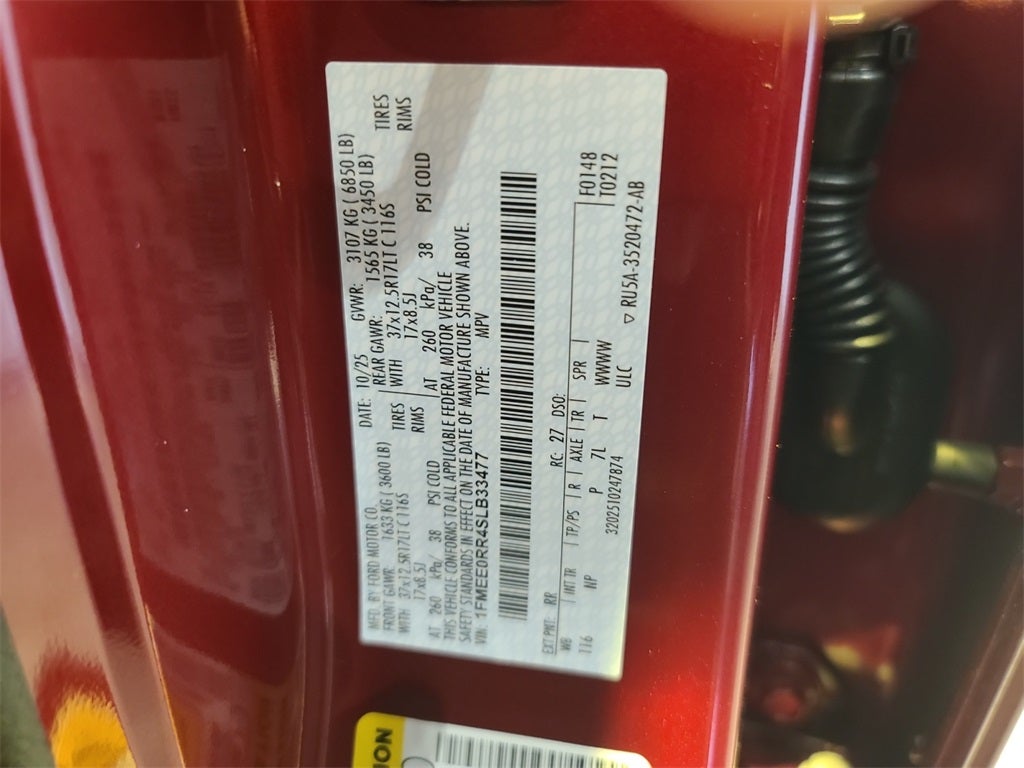 MFD. BY FORD MOTOR CO.
DATE: 10/25 GVWR: 3107 KG ( 6850 LB)
FRONT GAWR: 1633 KG ( 3600 LB) REAR GAWR: 1565 KG ( 3450 LB)
WITH 37x12.5R17LT C 116S TIRES WITH 37x12.5R17LT C 116S TIRES
17x8.5J RIMS 17x8.5J RIMS
AT 260 kPa/ 38 PSI COLD AT 260 kPa/ 38 PSI COLD
THIS VEHICLE CONFORMS TO ALL APPLICABLE FEDERAL MOTOR VEHICLE
SAFETY STANDARDS IN EFFECT ON THE DATE OF MANUFACTURE SHOWN ABOVE.
VIN: 1FMEE0RR4SLB33477 TYPE: MPV
EXT PNT: RR RC: 27 DSO:
WB INT TR TP/PS R AXLE TR SPR F0148
116 NP P 7L T WWWW T0212
ULC
3202510247874 ▽ RU5A-3520472-AB
ION